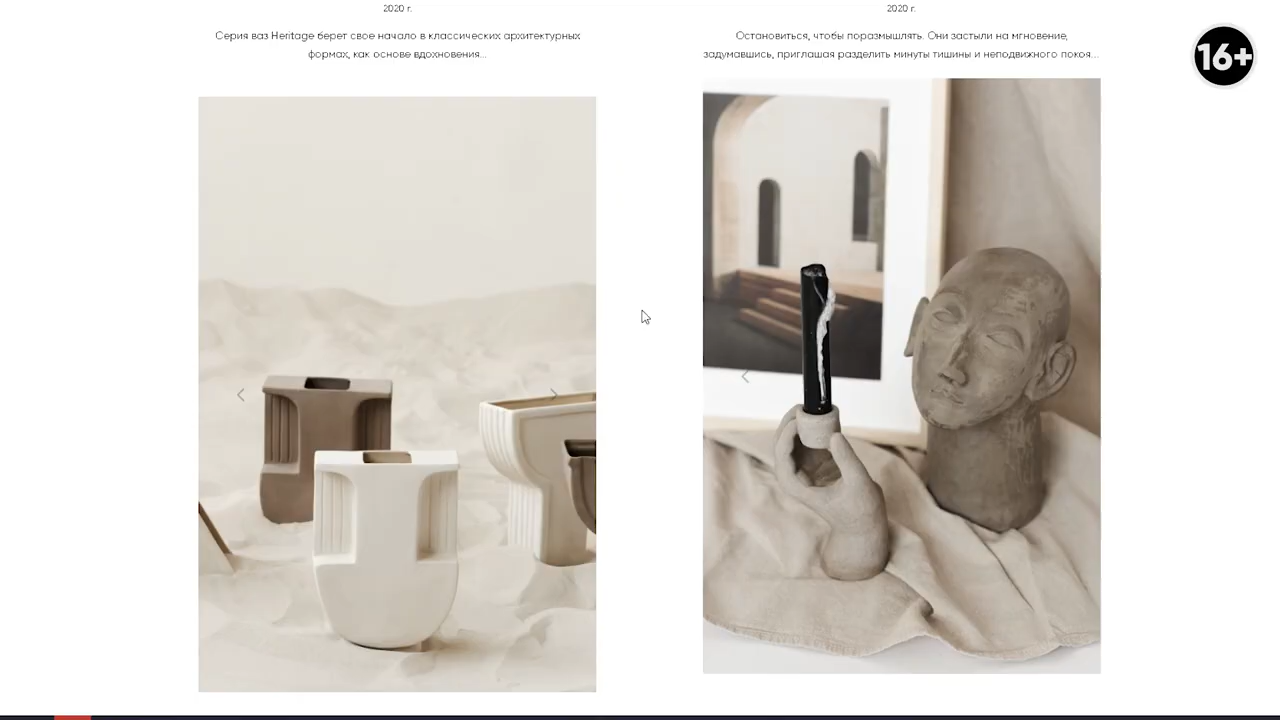 2020 г.
Серия ваз Heritage берет свое начало в классических архитектурных
формах, как основе вдохновения...
2020 г.
Остановиться, чтобы поразмышлять. Они застыли на мгновение,
задумавшись, приглашая разделить минуты тишины и неподвижного покоя...
16+